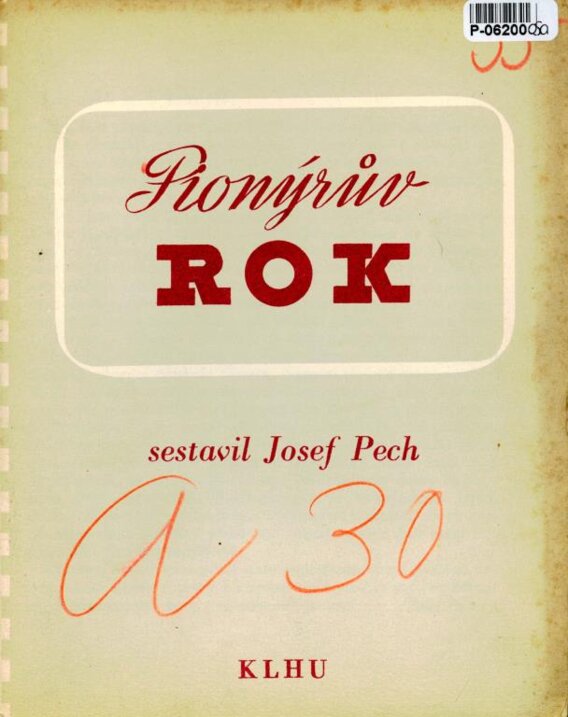 P-06200
Pionýrův
ROK
sestavil Josef Pech
a 30
KLHU